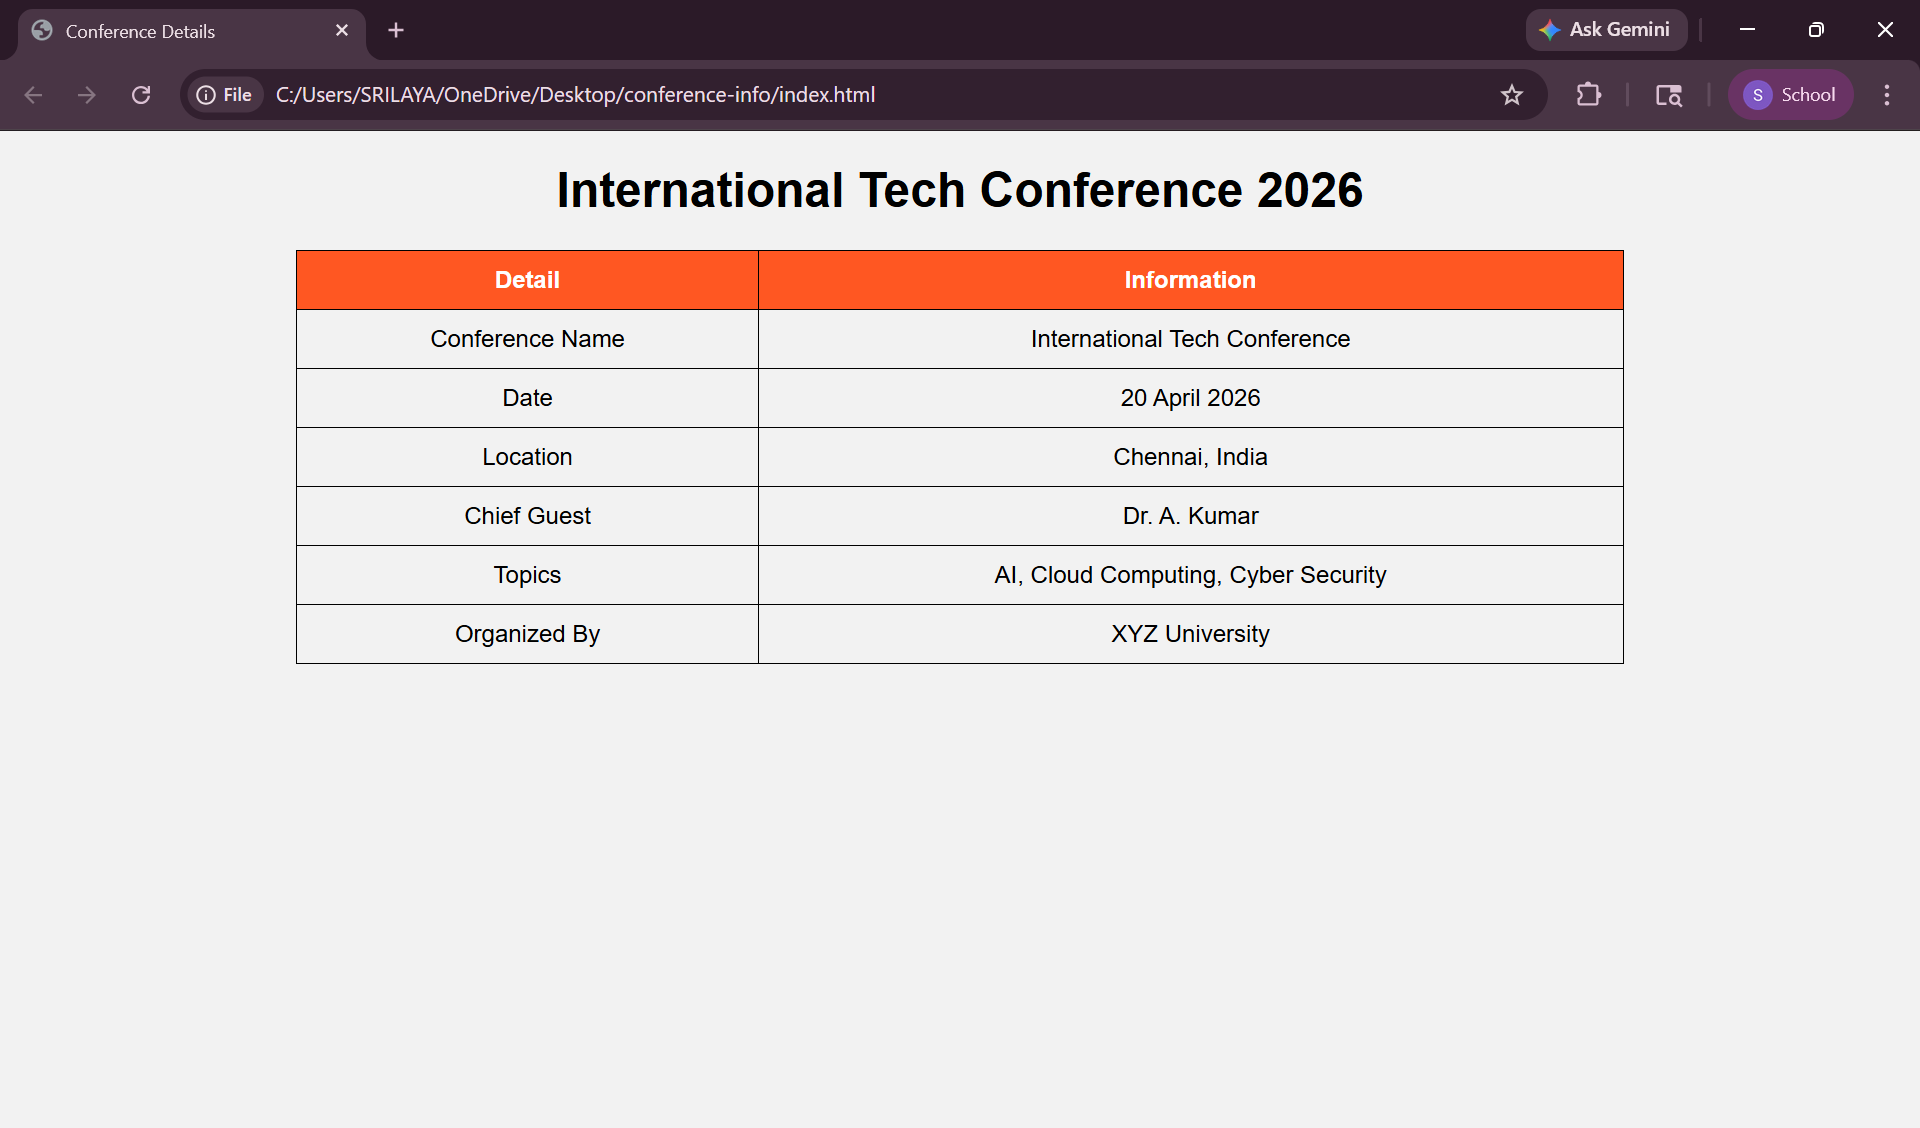 Conference Details
Ask Gemini
File C:/Users/SRILAYA/OneDrive/Desktop/conference-info/index.html
S School
International Tech Conference 2026
Detail Information
Conference Name International Tech Conference
Date 20 April 2026
Location Chennai, India
Chief Guest Dr. A. Kumar
Topics AI, Cloud Computing, Cyber Security
Organized By XYZ University